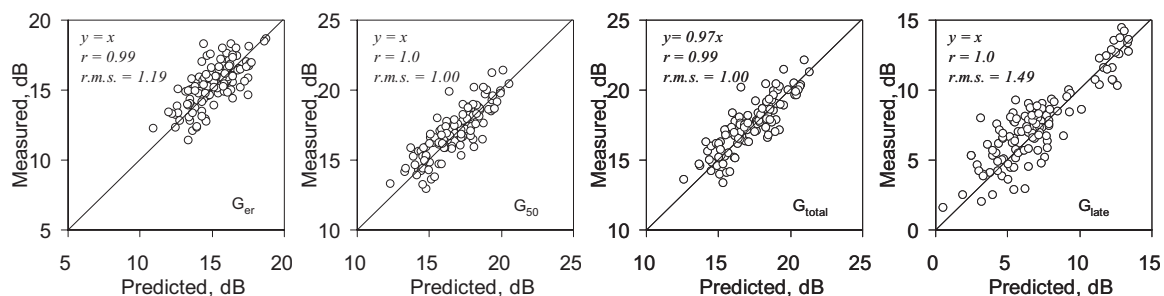 Measured, dB
20
15
10
5
y = x
r = 0.99
r.m.s. = 1.19
G_er
5 10 15 20
Predicted, dB
Measured, dB
25
20
15
10
y = x
r = 1.0
r.m.s. = 1.00
G_50
10 15 20 25
Predicted, dB
Measured, dB
25
20
15
10
y= 0.97x
r = 0.99
r.m.s. = 1.00
G_total
10 15 20 25
Predicted, dB
Measured, dB
15
10
5
0
y = x
r = 1.0
r.m.s. = 1.49
G_late
0 5 10 15
Predicted, dB